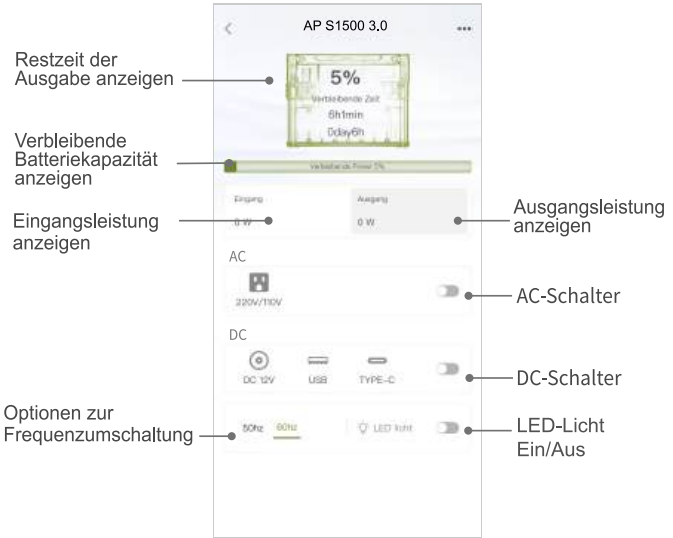 AP S1500 3.0
Restzeit der
Ausgabe anzeigen
5%
Verbleibende Zeit
6h1min
0day6h
Verbleibende
Batteriekapazität
anzeigen
Verbleibende Power 5%
Eingang
0 W
Ausgang
0 W
Eingangsleistung
anzeigen
Ausgangsleistung
anzeigen
AC
220V/110V
AC-Schalter
DC
DC 12V
USB
TYPE-C
DC-Schalter
Optionen zur
Frequenzumschaltung
50hz
60hz
LED licht
LED-Licht
Ein/Aus